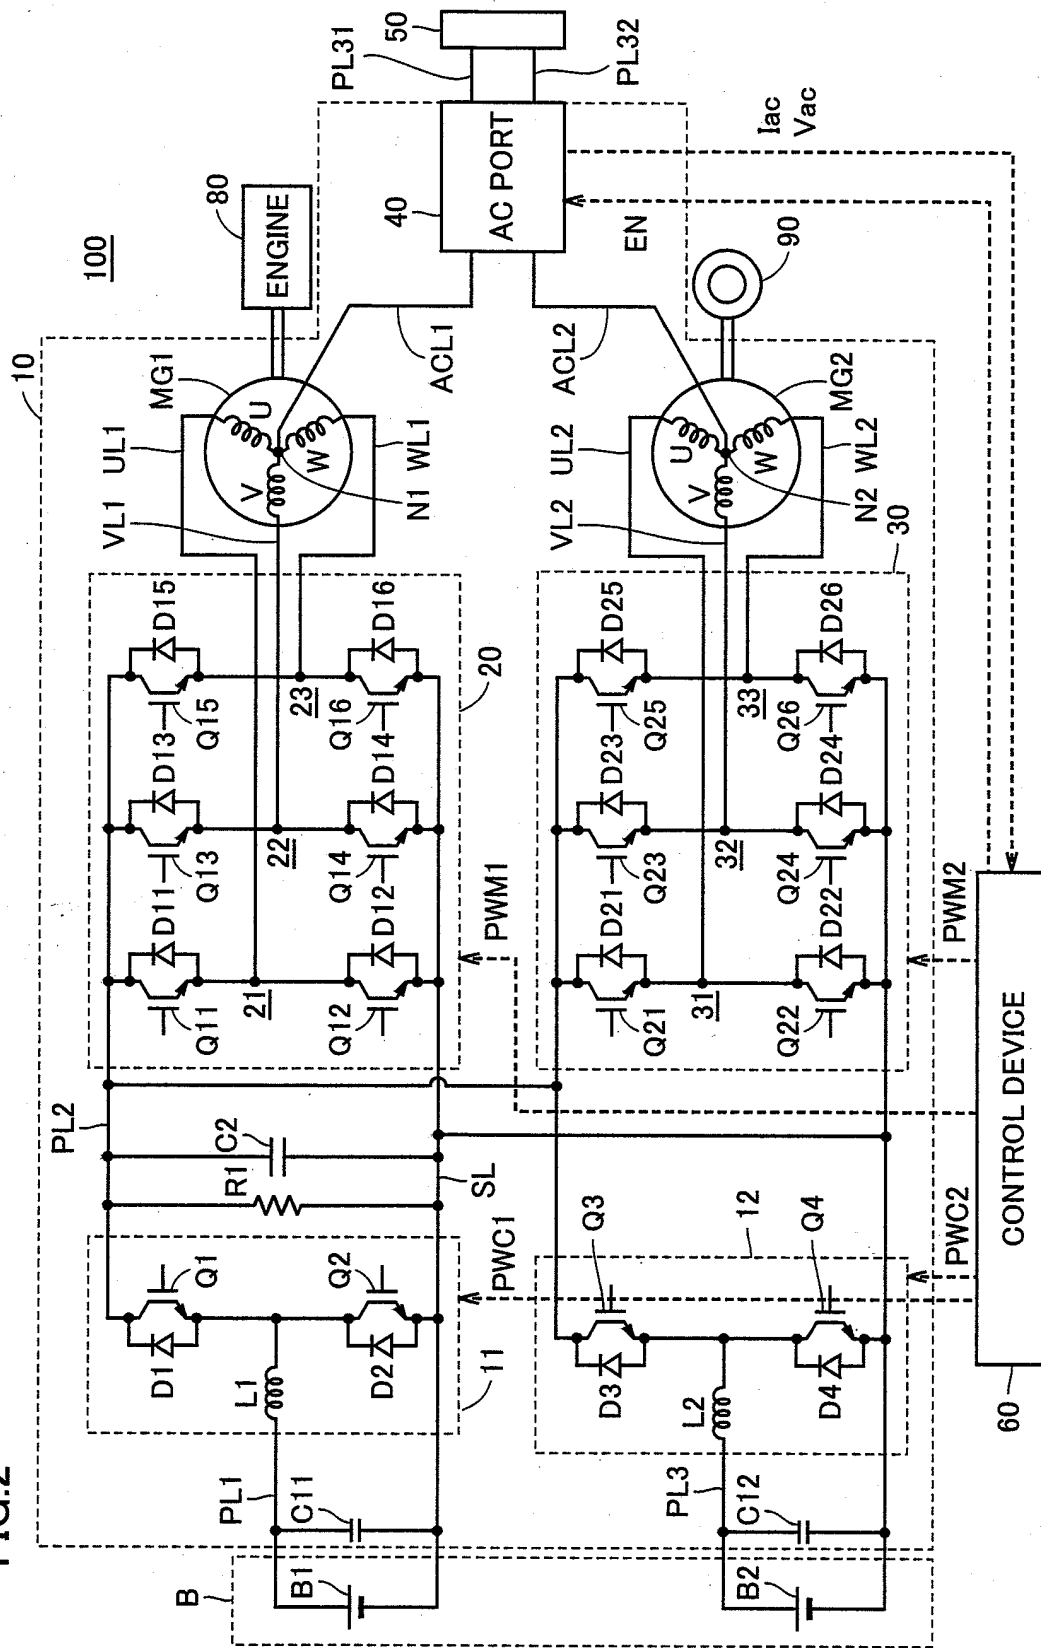 FIG.2
100
10
B
B1
B2
PL1
C11
PL3
C12
11
L1
D1
Q1
D2
Q2
PWC1
12
L2
D3
Q3
D4
Q4
PWC2
PL2
R1
C2
SL
20
Q11
D11
Q12
D12
21
Q13
D13
Q14
D14
22
Q15
D15
Q16
D16
23
PWM1
30
Q21
D21
Q22
D22
31
Q23
D23
Q24
D24
32
Q25
D25
Q26
D26
33
PWM2
UL1
VL1
WL1
MG1
U
V
W
N1
UL2
VL2
WL2
MG2
U
V
W
N2
ENGINE
80
90
ACL1
ACL2
AC PORT
40
EN
PL31
PL32
50
Iac
Vac
CONTROL DEVICE
60